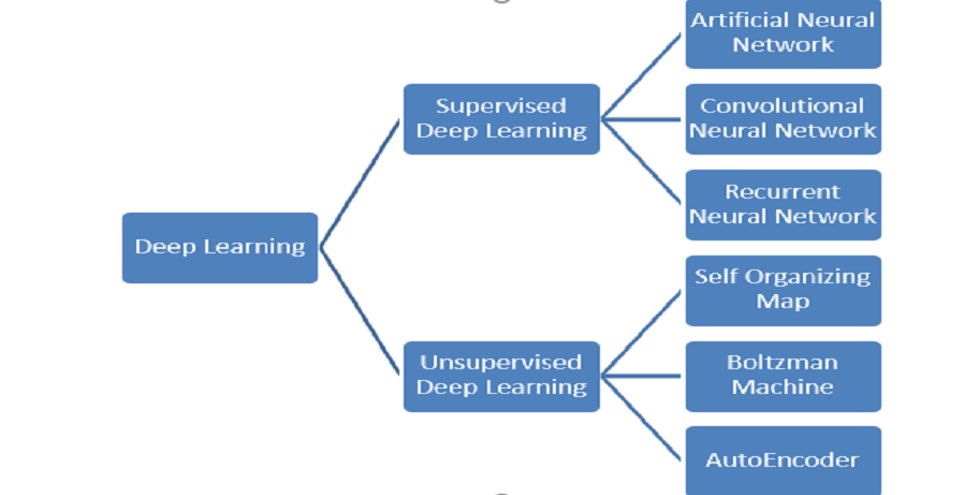 Deep Learning
Supervised
Deep Learning
Artificial Neural
Network
Convolutional
Neural Network
Recurrent
Neural Network
Unsupervised
Deep Learning
Self Organizing
Map
Boltzman
Machine
AutoEncoder